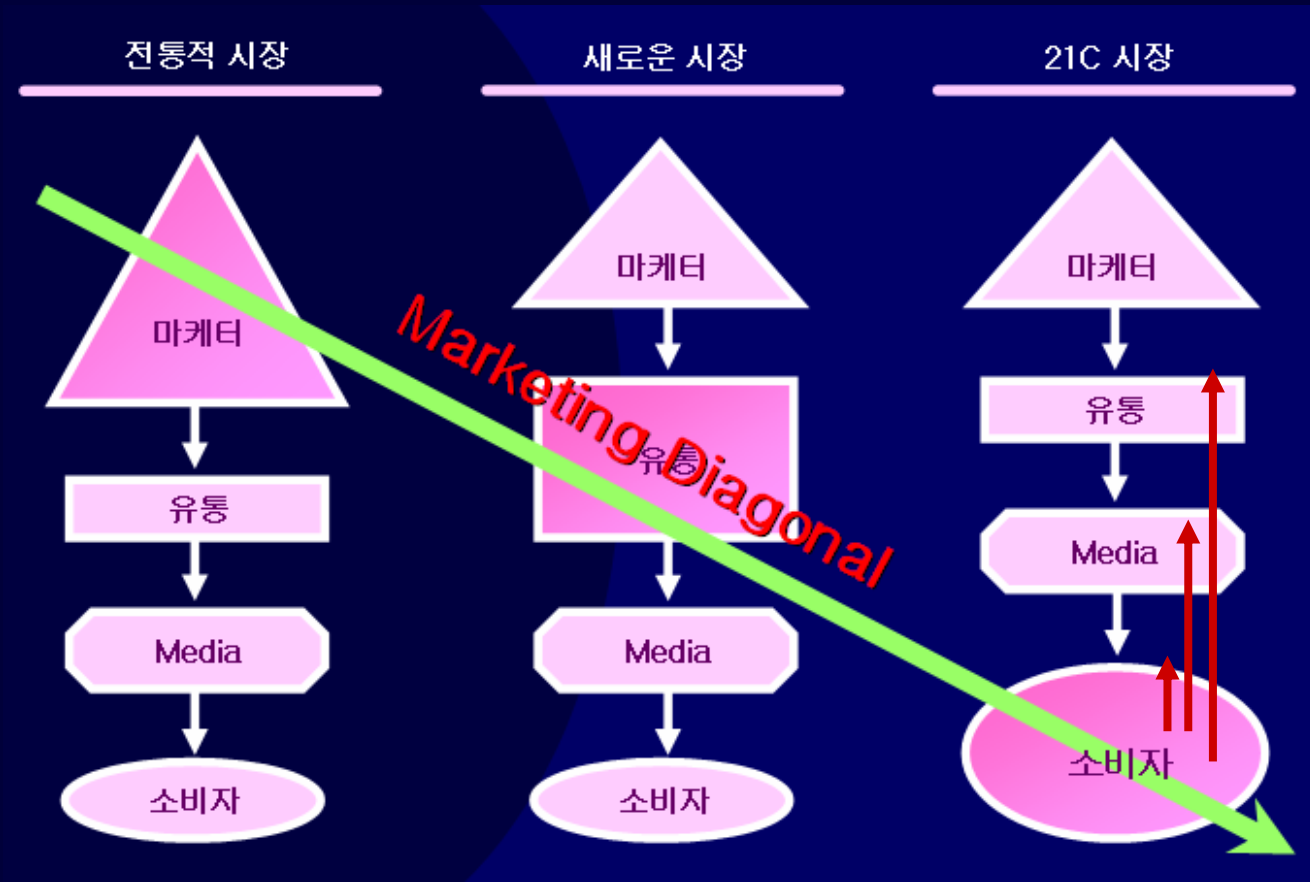 전통적 시장
새로운 시장
21C 시장
마케터
유통
Media
소비자
마케터
유통
Media
소비자
마케터
유통
Media
소비자
Marketing Diagonal